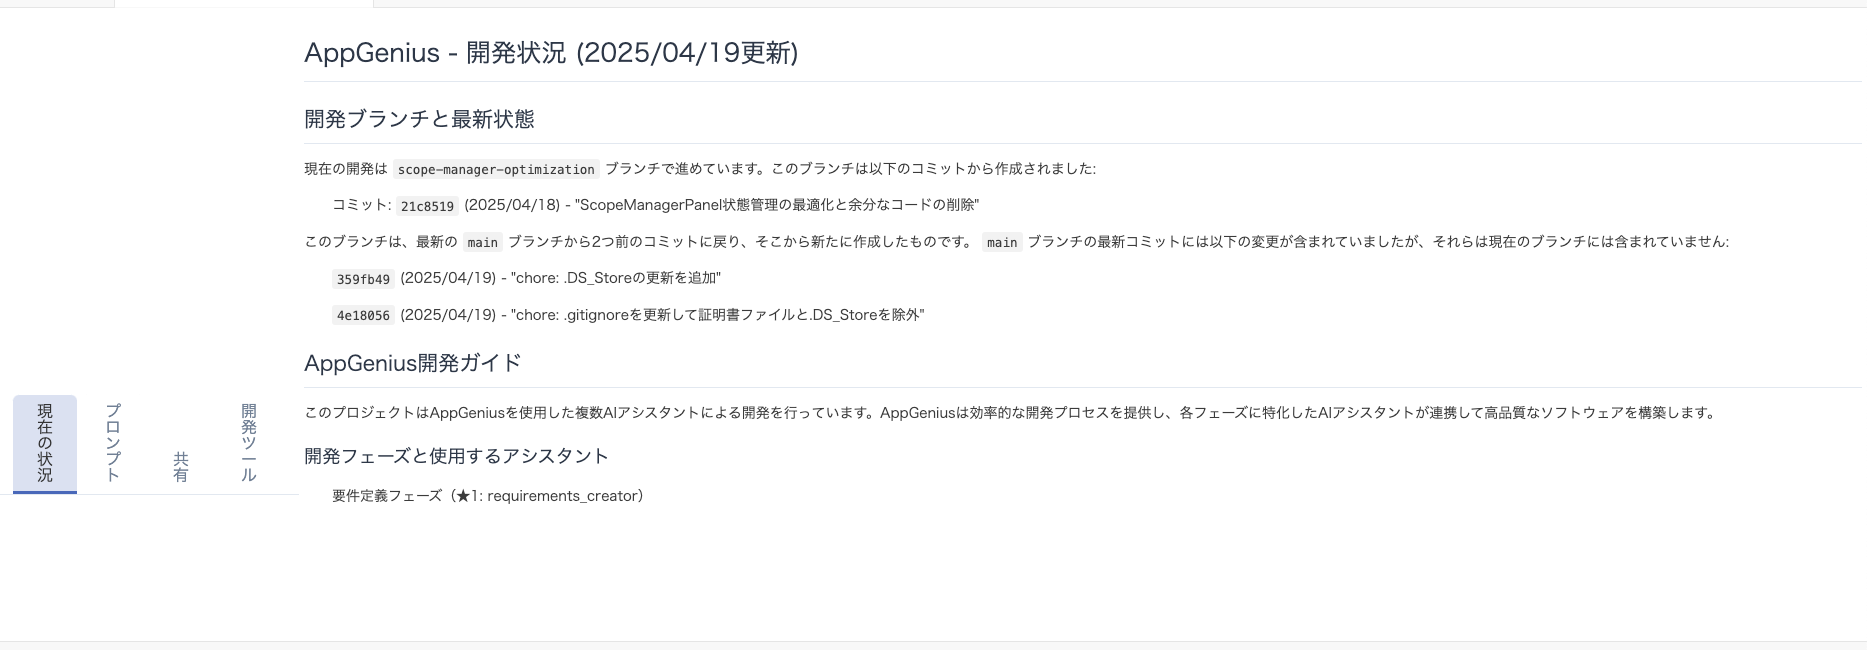 AppGenius - 開発状況 (2025/04/19更新)
開発ブランチと最新状態
現在の開発は scope-manager-optimization ブランチで進めています。このブランチは以下のコミットから作成されました:
コミット: 21c8519 (2025/04/18) - "ScopeManagerPanel状態管理の最適化と余分なコードの削除"
このブランチは、最新の main ブランチから2つ前のコミットに戻り、そこから新たに作成したものです。 main ブランチの最新コミットには以下の変更が含まれていましたが、それらは現在のブランチには含まれていません:
359fb49 (2025/04/19) - "chore: .DS_Storeの更新を追加"
4e18056 (2025/04/19) - "chore: .gitignoreを更新して証明書ファイルと.DS_Storeを除外"
AppGenius開発ガイド
このプロジェクトはAppGeniusを使用した複数AIアシスタントによる開発を行っています。AppGeniusは効率的な開発プロセスを提供し、各フェーズに特化したAIアシスタントが連携して高品質なソフトウェアを構築します。
開発フェーズと使用するアシスタント
要件定義フェーズ（★1: requirements_creator）
現在の状況
プロンプト
共有
開発ツール